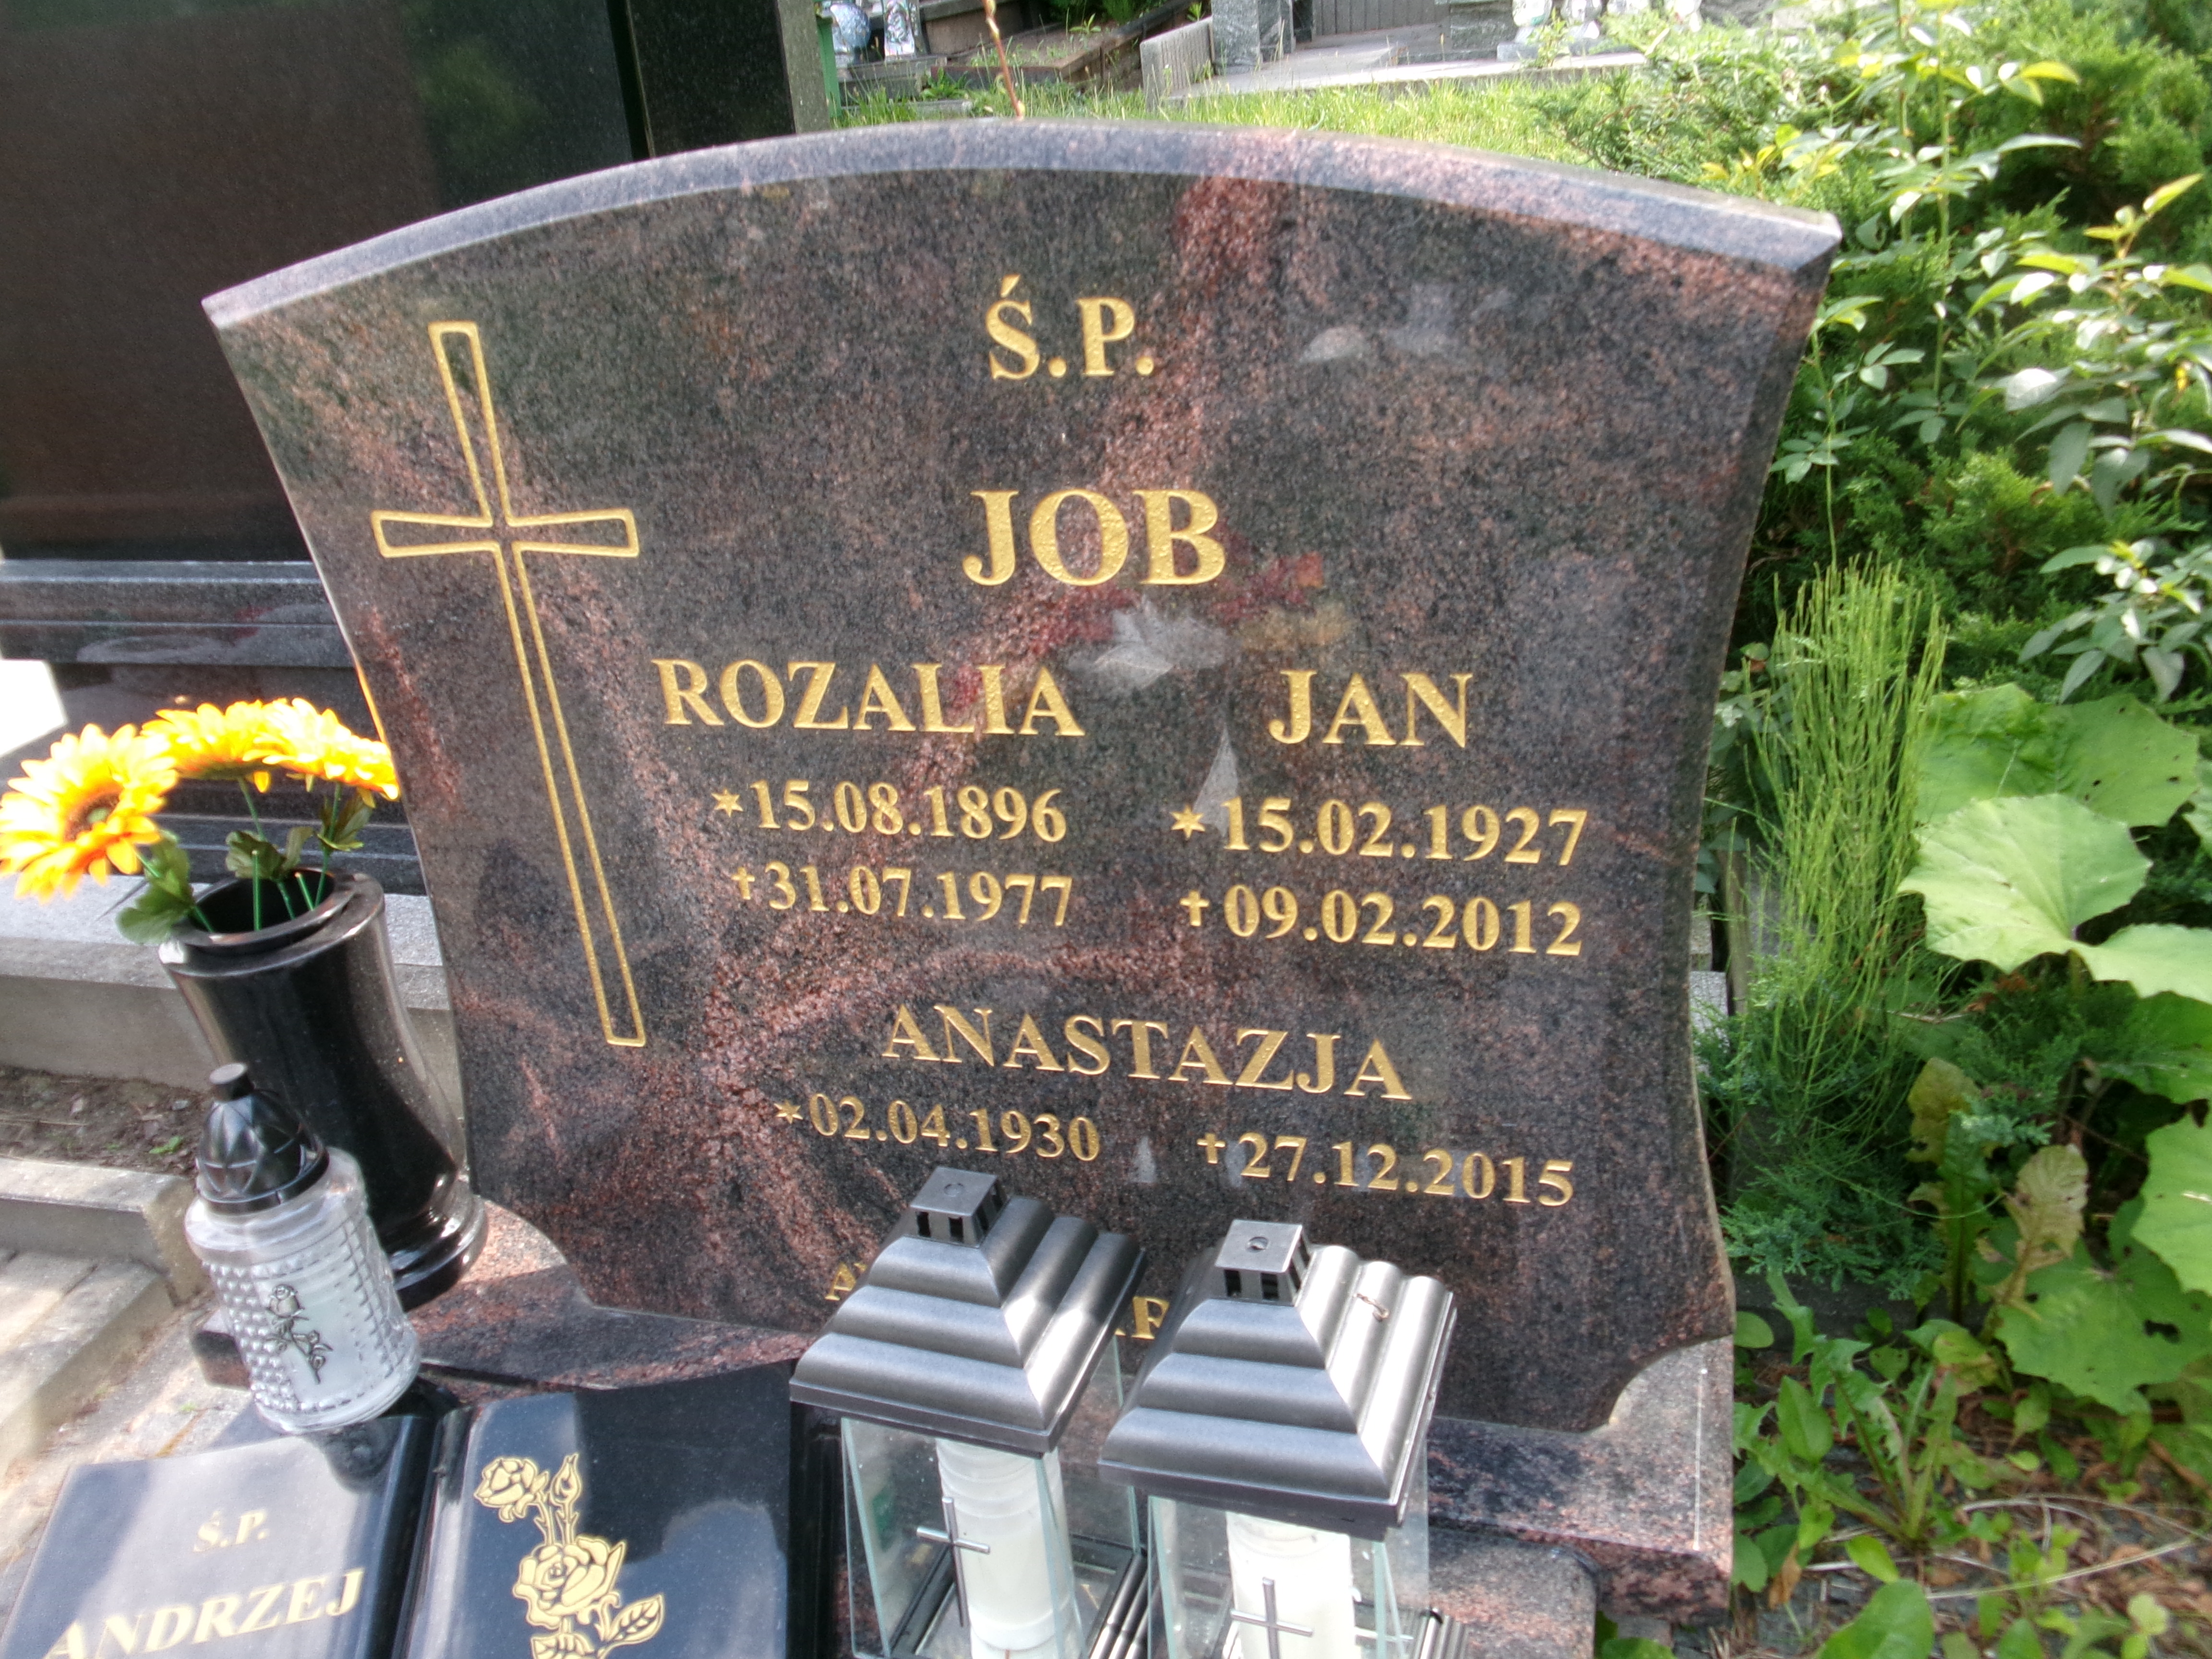 Ś.P.
JOB
ROZALIA JAN
*15.08.1896 *15.02.1927
†31.07.1977 †09.02.2012
ANASTAZJA
*02.04.1930 †27.12.2015
Ś.P.
ANDRZEJ